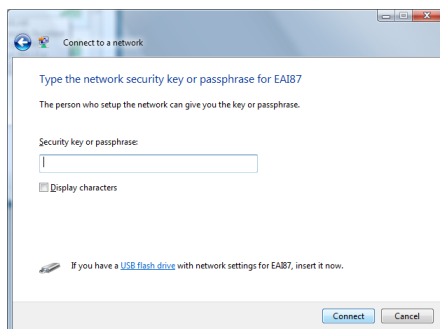 Connect to a network
Type the network security key or passphrase for EAI87
The person who setup the network can give you the key or passphrase.
Security key or passphrase:
Display characters
If you have a USB flash drive with network settings for EAI87, insert it now.
Connect
Cancel